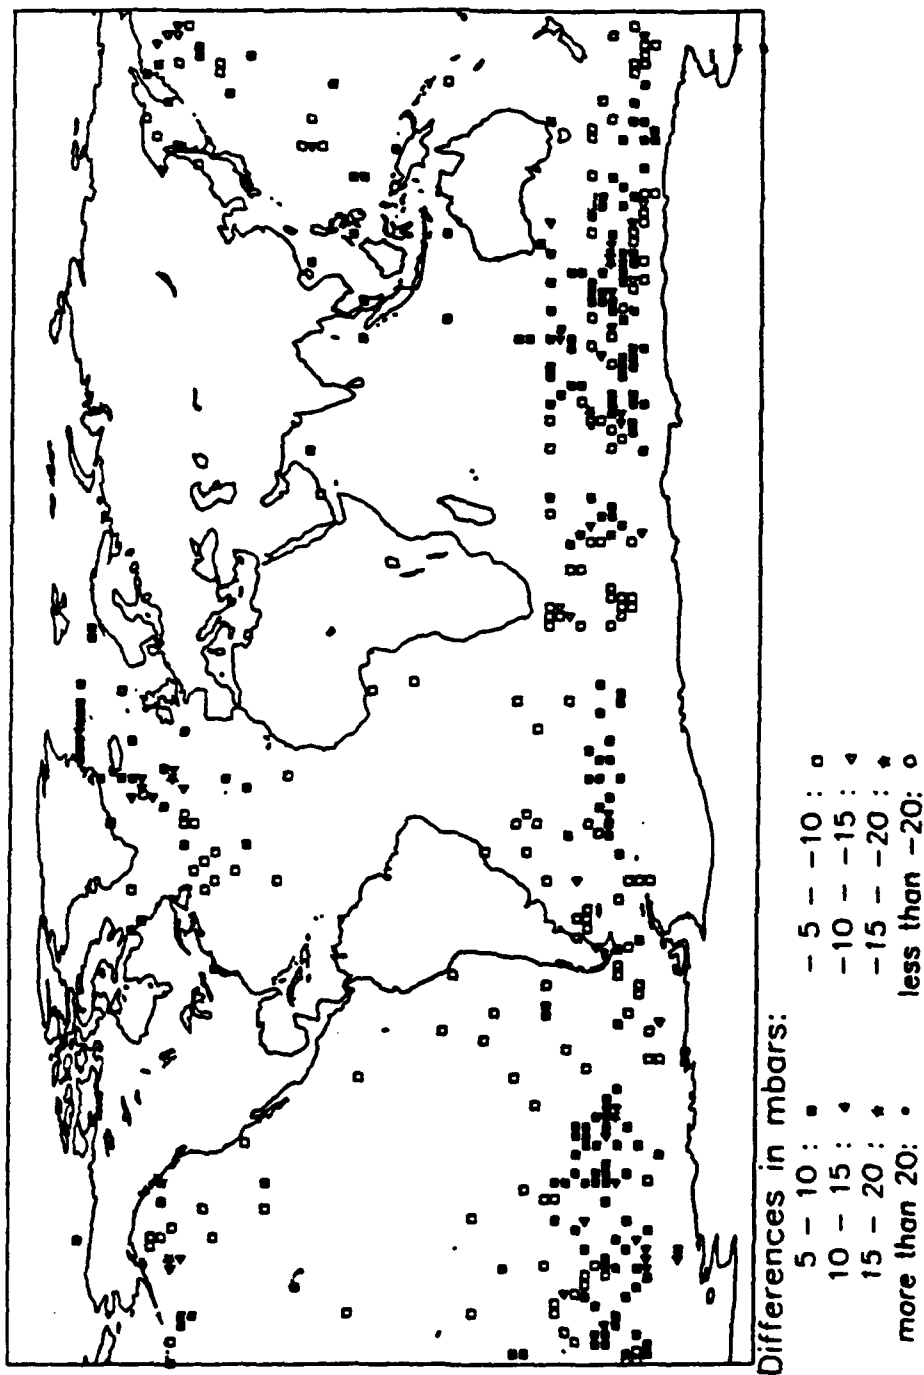 Differences in mbars:
5 – 10 : ■ – 5 – –10 : □
10 – 15 : ◀ –10 – –15 : ◁
15 – 20 : ★ –15 – –20 : ★
more than 20: • less than –20: ○